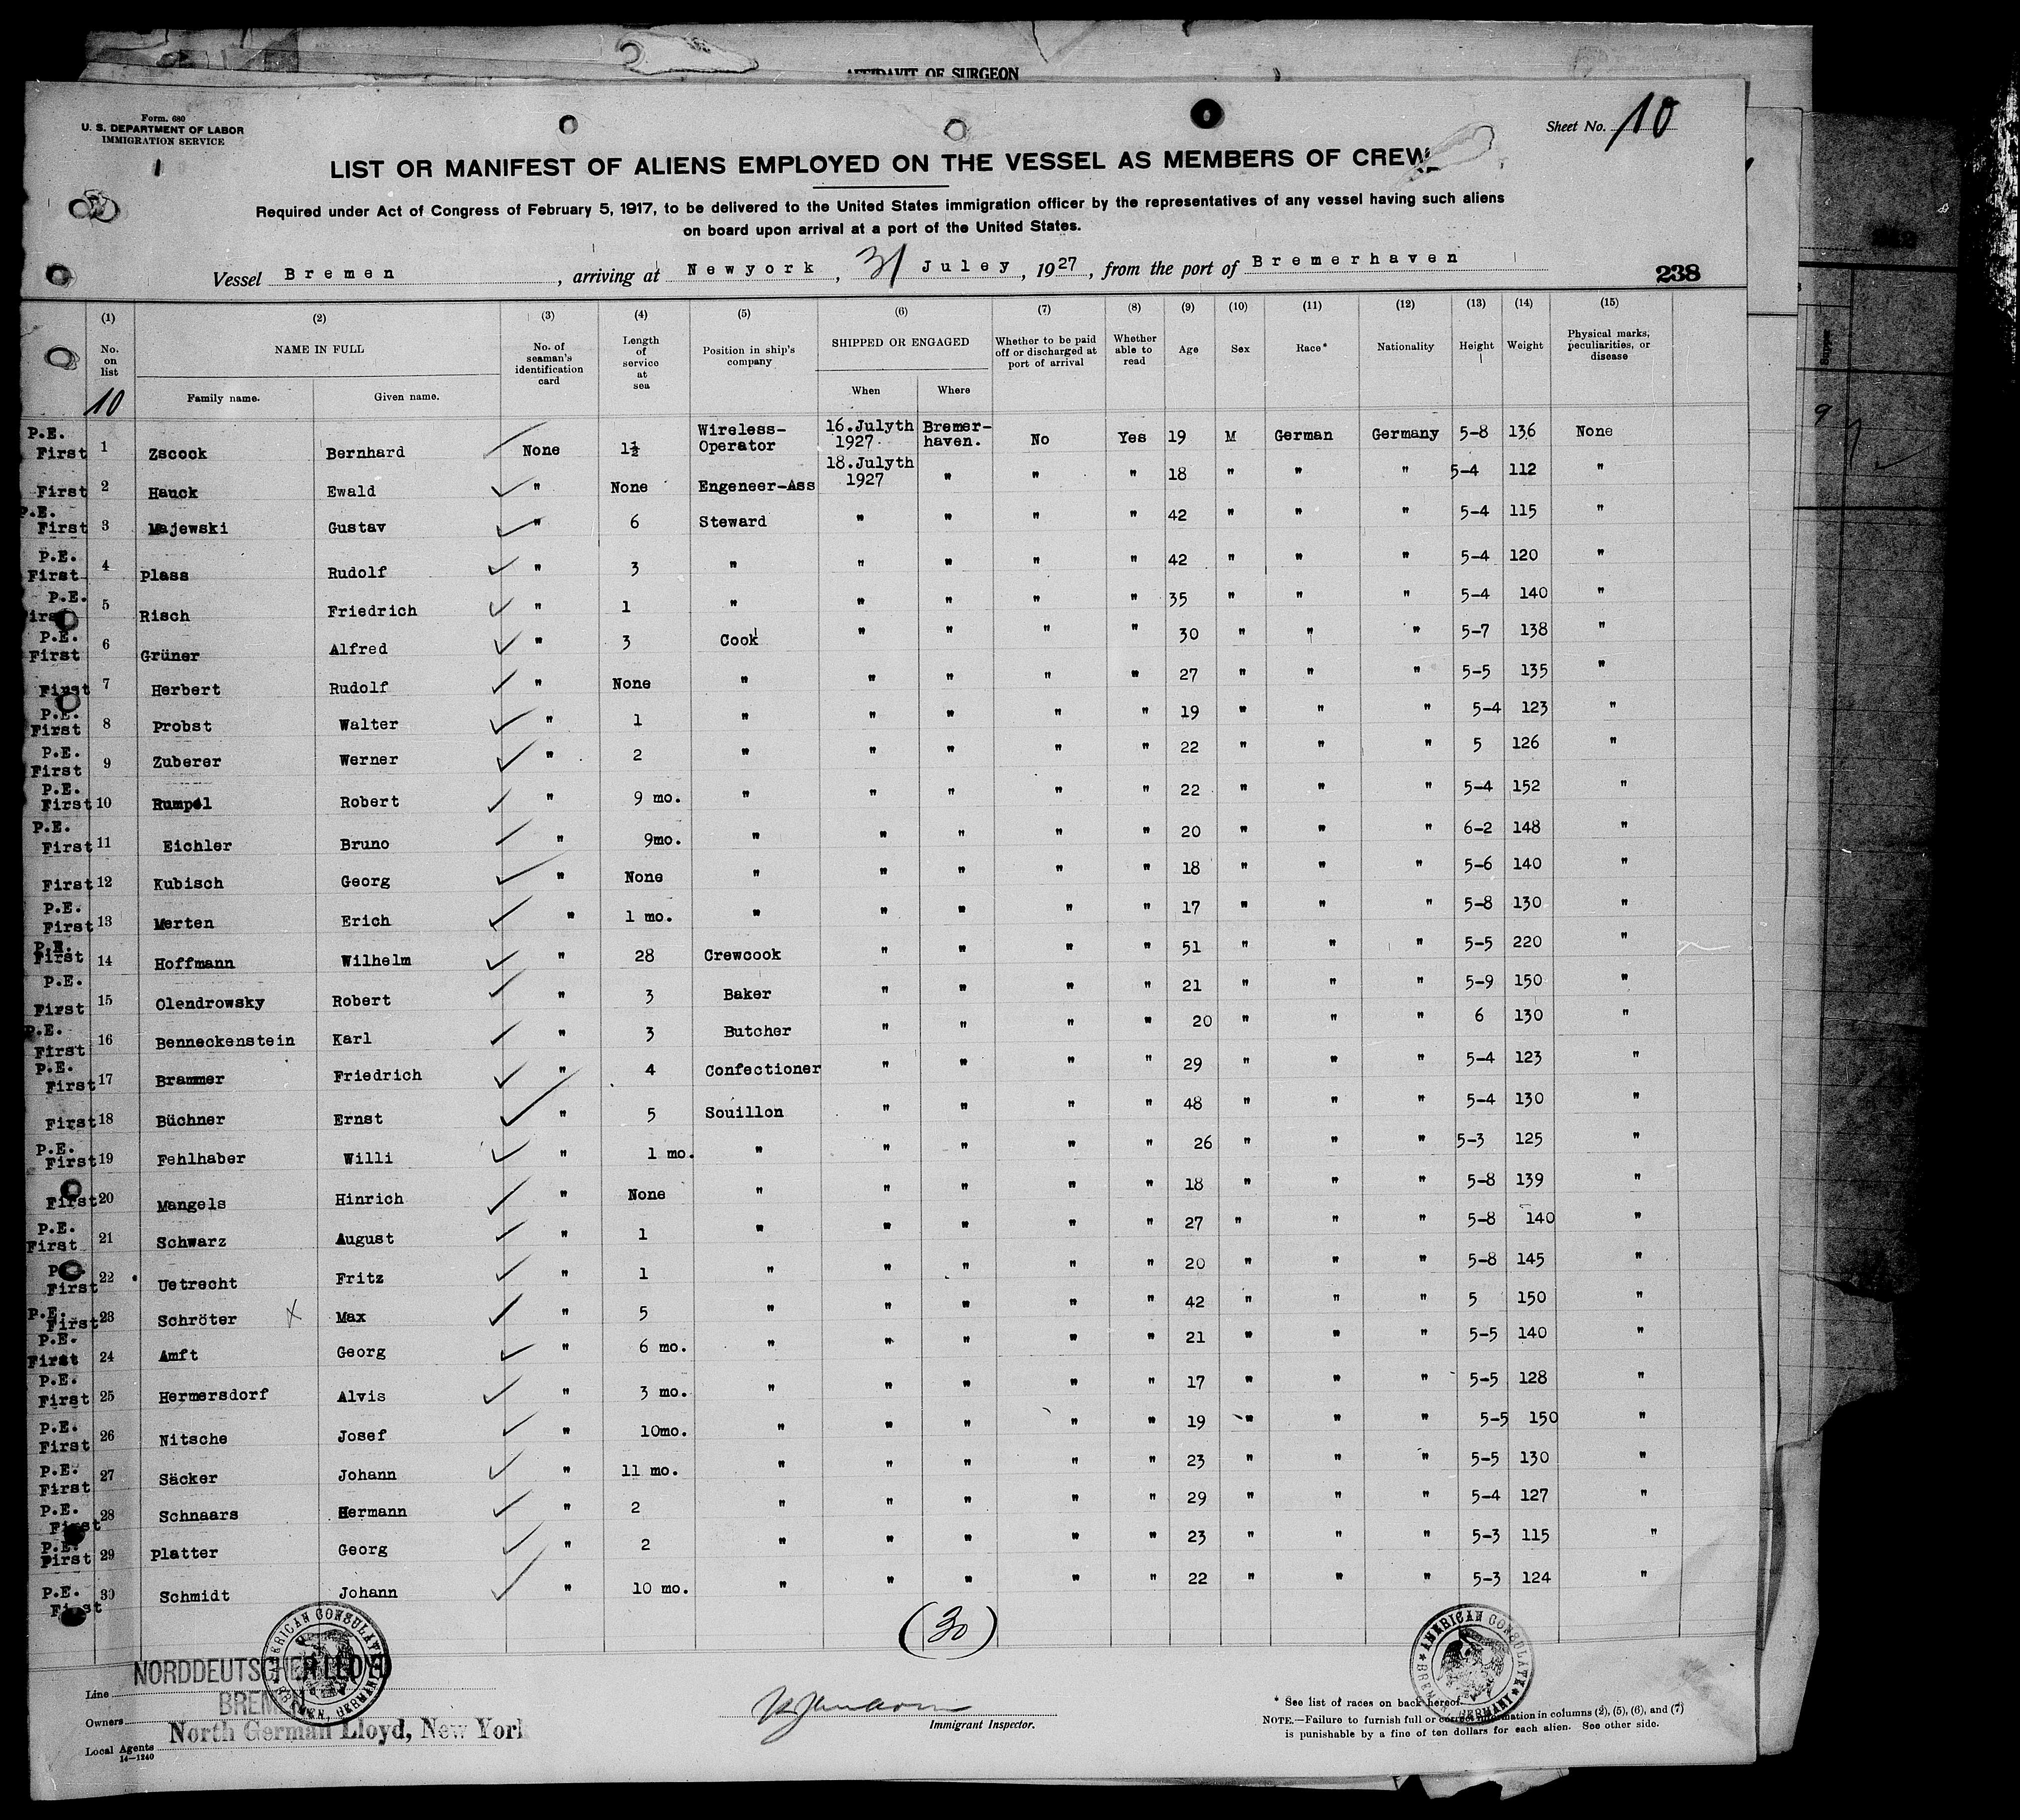 AFFIDAVIT OF SURGEON
Form. 680
U. S. DEPARTMENT OF LABOR
IMMIGRATION SERVICE
Sheet No. 10
LIST OR MANIFEST OF ALIENS EMPLOYED ON THE VESSEL AS MEMBERS OF CREW
Required under Act of Congress of February 5, 1917, to be delivered to the United States immigration officer by the representatives of any vessel having such aliens
on board upon arrival at a port of the United States.
Vessel Bremen, arriving at Newyork, 31 Juley, 1927, from the port of Bremerhaven
238
(1) (2) (3) (4) (5) (6) (7) (8) (9) (10) (11) (12) (13) (14) (15)
No. on list NAME IN FULL No. of seaman's identification card Length of service at sea Position in ship's company SHIPPED OR ENGAGED Whether to be paid off or discharged at port of arrival Whether able to read Age Sex Race* Nationality Height Weight Physical marks, peculiarities, or disease
10 Family name. Given name. When Where
P.E. First 1 Zscock Bernhard None 1½ Wireless-Operator 16.Julyth 1927 Bremer-haven. No Yes 19 M German Germany 5-8 136 None
First 2 Hauck Ewald " None Engeneer-Ass 18.Julyth 1927 " " " 18 " " " 5-4 112 "
P.E. First 3 Majewski Gustav " 6 Steward " " " " 42 " " " 5-4 115 "
P.E. First 4 Plass Rudolf " 3 " " " " " 42 " " " 5-4 120 "
P.E. First 5 Risch Friedrich " 1 " " " " " 35 " " " 5-4 140 "
P.E. First 6 Grüner Alfred " 3 Cook " " " " 30 " " " 5-7 138 "
First 7 Herbert Rudolf " None " " " " " 27 " " " 5-5 135 "
P.E. First 8 Probst Walter " 1 " " " " " 19 " " " 5-4 123 "
P.E. First 9 Zuberer Werner " 2 " " " " " 22 " " " 5 126 "
P.E. First 10 Rumpel Robert " 9 mo. " " " " " 22 " " " 5-4 152 "
P.E. First 11 Eichler Bruno " 9mo. " " " " " 20 " " " 6-2 148 "
First 12 Kubisch Georg " None " " " " " 18 " " " 5-6 140 "
P.E. First 13 Merten Erich " 1 mo. " " " " " 17 " " " 5-8 130 "
P.E. First 14 Hoffmann Wilhelm " 28 Crewcook " " " " 51 " " " 5-5 220 "
P.E. First 15 Olendrowsky Robert " 3 Baker " " " " 21 " " " 5-9 150 "
P.E. First 16 Benneckenstein Karl " 3 Butcher " " " " 20 " " " 6 130 "
P.E. First 17 Brammer Friedrich " 4 Confectioner " " " " 29 " " " 5-4 123 "
First 18 Büchner Ernst " 5 Souillon " " " " 48 " " " 5-4 130 "
P.E. First 19 Fehlhaber Willi " 1 mo. " " " " " 26 " " " 5-3 125 "
First 20 Mangels Hinrich " None " " " " " 18 " " " 5-8 139 "
P.E. First 21 Schwarz August " 1 " " " " " 27 " " " 5-8 140 "
P.E. First 22 Uetrecht Fritz " 1 " " " " " 20 " " " 5-8 145 "
P.E. First 23 Schröter X Max " 5 " " " " " 42 " " " 5 150 "
P.E. First 24 Amft Georg " 6 mo. " " " " " 21 " " " 5-5 140 "
P.E. First 25 Hermersdorf Alvis " 3 mo. " " " " " 17 " " " 5-5 128 "
P.E. First 26 Nitsche Josef " 10mo. " " " " " 19 " " " 5-5 150 "
P.E. First 27 Säcker Johann " 11 mo. " " " " " 23 " " " 5-5 130 "
P.E. First 28 Schnaars Hermann " 2 " " " " " 29 " " " 5-4 127 "
P.E. First 29 Platter Georg " 2 " " " " " 23 " " " 5-3 115 "
P.E. First 30 Schmidt Johann " 10 mo. " " " " " 22 " " " 5-3 124 "
(30)
AMERICAN CONSULATE BREMEN, GERMANY
AMERICAN CONSULATE BREMEN, GERMANY
Line NORDDEUTSCHER LLOYD
BREMEN
Owners
Local Agents North German Lloyd, New York
14-1240
Immigrant Inspector.
* See list of races on back hereof.
NOTE.—Failure to furnish full or correct information in columns (2), (5), (6), and (7)
is punishable by a fine of ten dollars for each alien. See other side.